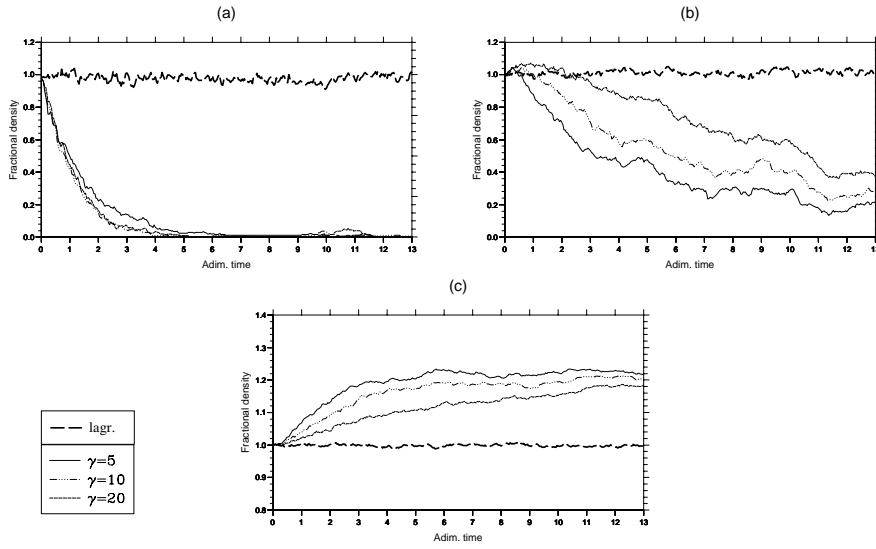 (a)
1.2
1.0
0.8
0.6
0.4
0.2
0.0
Fractional density
0 1 2 3 4 5 6 7 8 9 10 11 12 13
Adim. time
(b)
1.2
1.0
0.8
0.6
0.4
0.2
0.0
Fractional density
0 1 2 3 4 5 6 7 8 9 10 11 12 13
Adim. time
(c)
1.4
1.3
1.2
1.1
1.0
0.9
0.8
Fractional density
0 1 2 3 4 5 6 7 8 9 10 11 12 13
Adim. time
lagr.
γ=5
γ=10
γ=20